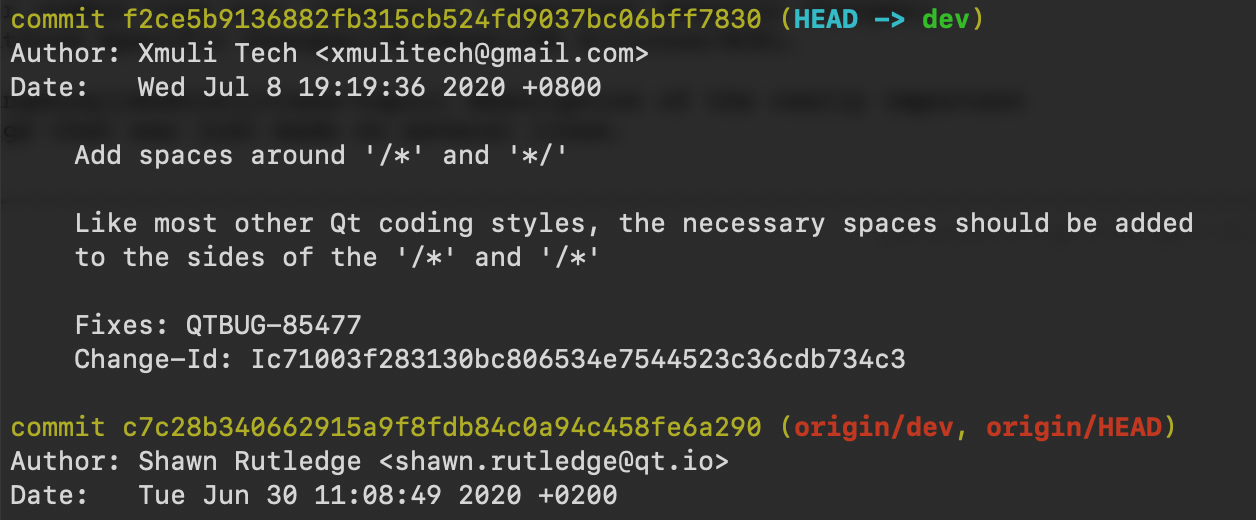 commit f2ce5b9136882fb315cb524fd9037bc06bff7830 (HEAD -> dev)
Author: Xmuli Tech <xmulitech@gmail.com>
Date:   Wed Jul 8 19:19:36 2020 +0800
Add spaces around '/*' and '*/'
Like most other Qt coding styles, the necessary spaces should be added
to the sides of the '/*' and '/*'
Fixes: QTBUG-85477
Change-Id: Ic71003f283130bc806534e7544523c36cdb734c3
commit c7c28b340662915a9f8fdb84c0a94c458fe6a290 (origin/dev, origin/HEAD)
Author: Shawn Rutledge <shawn.rutledge@qt.io>
Date:   Tue Jun 30 11:08:49 2020 +0200